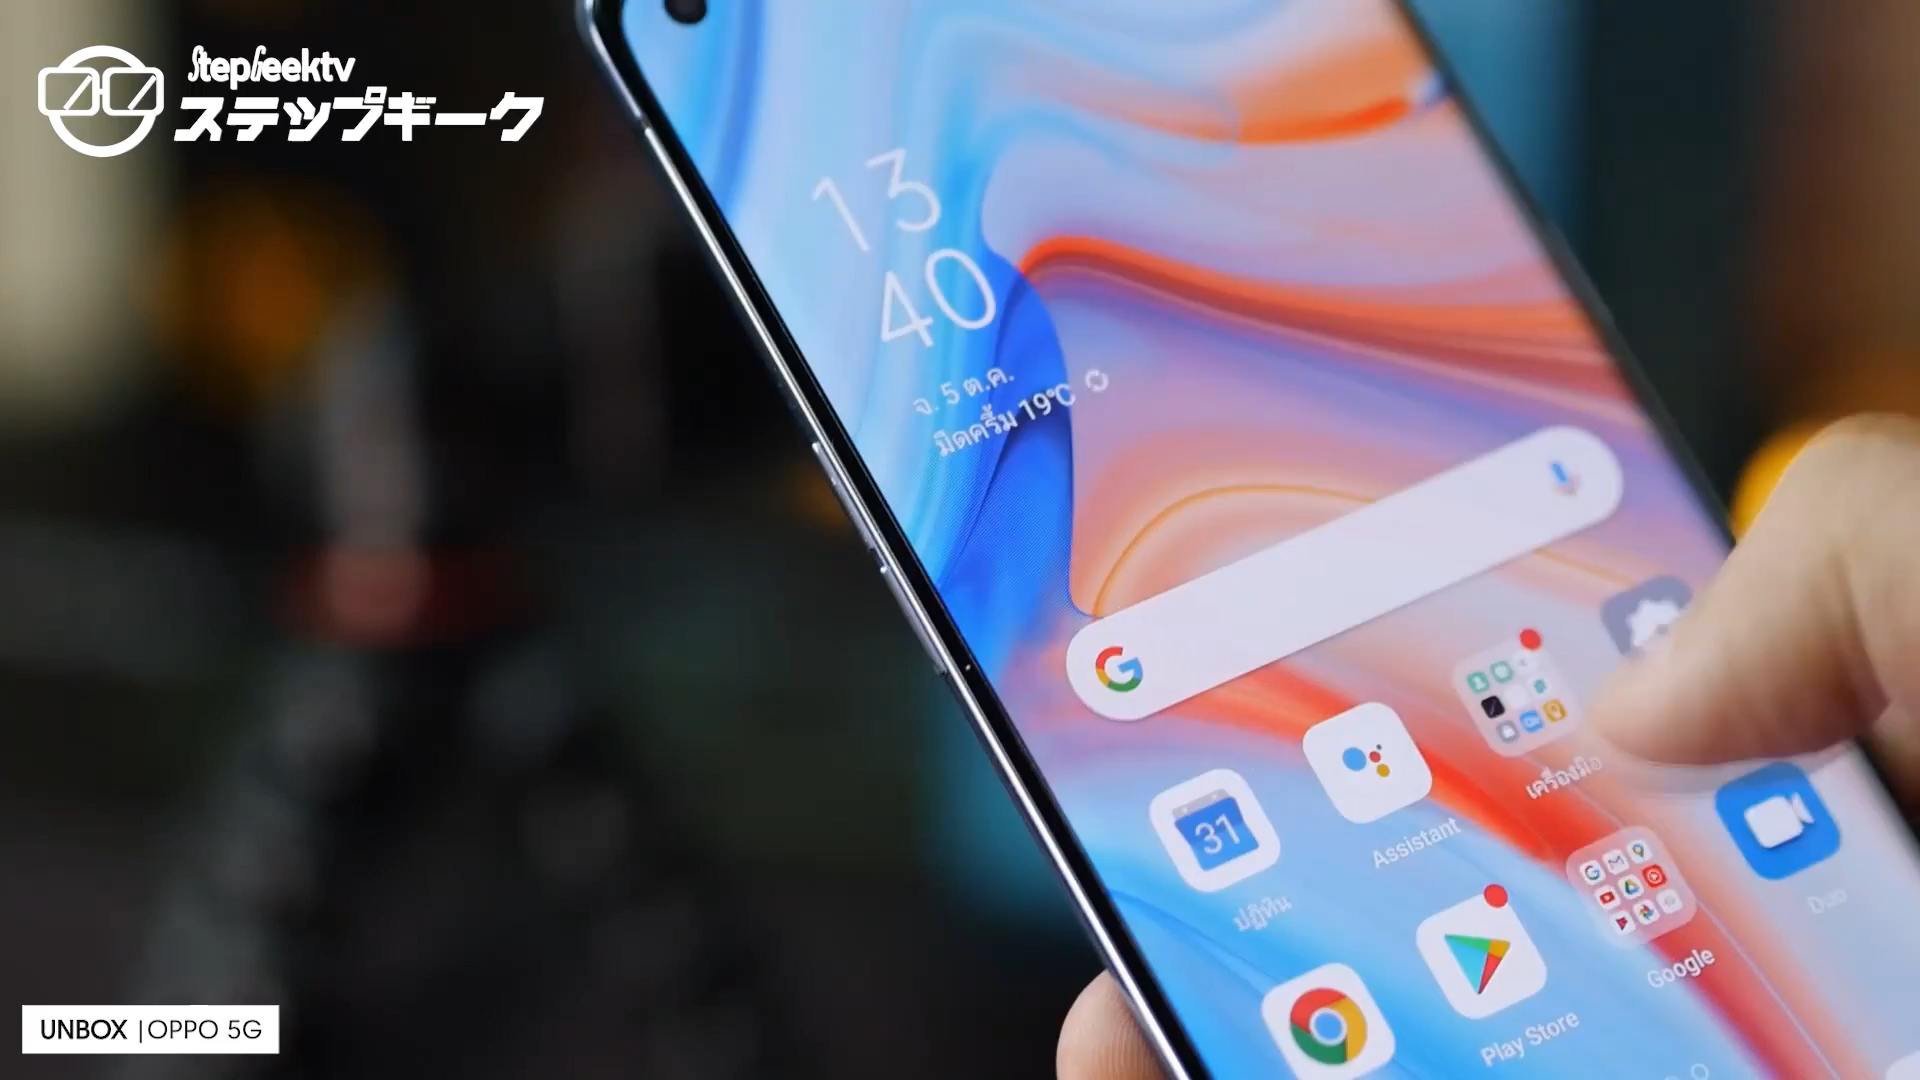 StepGeektv
ステップギーク
13
40
จ. 5 ต.ค.
มืดครึ้ม 19°C
31
ปฏิทิน
Assistant
เครื่องมือ
Duo
Play Store
Google
UNBOX | OPPO 5G